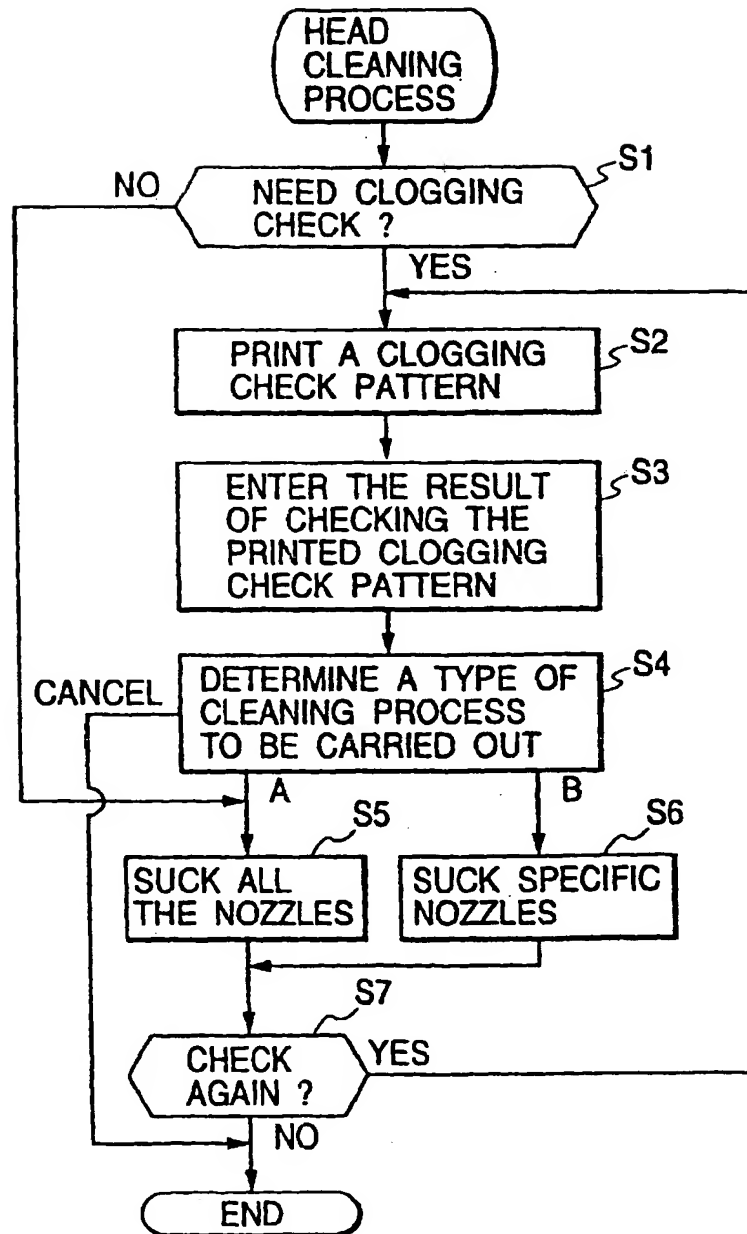 HEAD
CLEANING
PROCESS
S1
NO
NEED CLOGGING
CHECK ?
YES
S2
PRINT A CLOGGING
CHECK PATTERN
S3
ENTER THE RESULT
OF CHECKING THE
PRINTED CLOGGING
CHECK PATTERN
S4
CANCEL
DETERMINE A TYPE OF
CLEANING PROCESS
TO BE CARRIED OUT
A
B
S5
S6
SUCK ALL
THE NOZZLES
SUCK SPECIFIC
NOZZLES
S7
CHECK
AGAIN ?
YES
NO
END